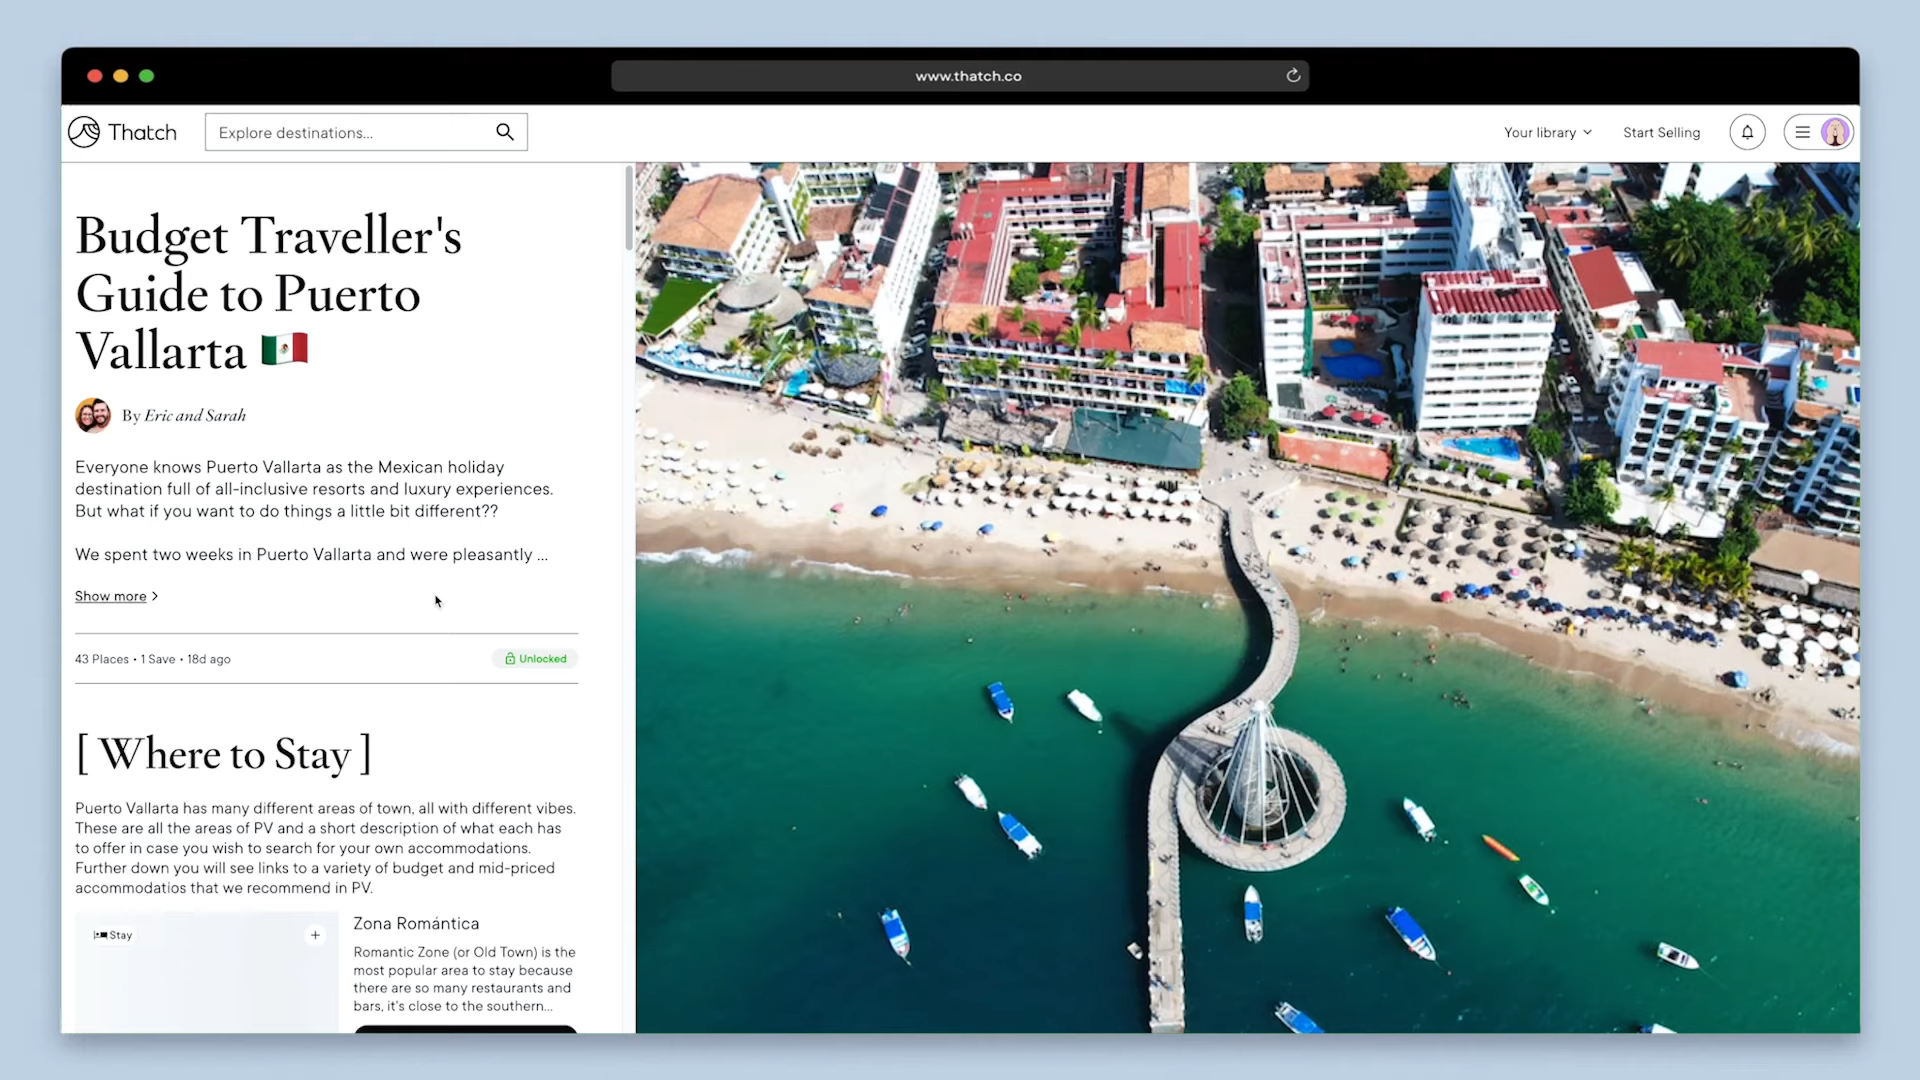 www.thatch.co
Thatch
Explore destinations...
Your library
Start Selling
Budget Traveller's
Guide to Puerto
Vallarta
By Eric and Sarah
Everyone knows Puerto Vallarta as the Mexican holiday
destination full of all-inclusive resorts and luxury experiences.
But what if you want to do things a little bit different??
We spent two weeks in Puerto Vallarta and were pleasantly ...
Show more
43 Places • 1 Save • 18d ago
Unlocked
[ Where to Stay ]
Puerto Vallarta has many different areas of town, all with different vibes.
These are all the areas of PV and a short description of what each has
to offer in case you wish to search for your own accommodations.
Further down you will see links to a variety of budget and mid-priced
accommodatios that we recommend in PV.
Stay
Zona Romántica
Romantic Zone (or Old Town) is the
most popular area to stay because
there are so many restaurants and
bars, it's close to the southern...